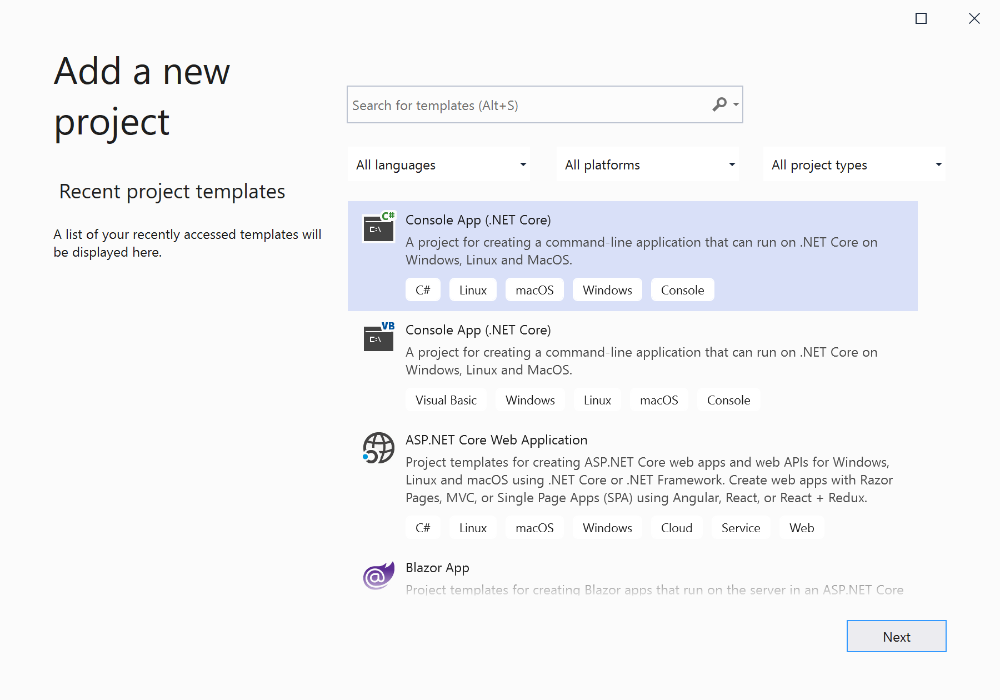 Add a new
project
Recent project templates
A list of your recently accessed templates will
be displayed here.
Search for templates (Alt+S)
All languages
All platforms
All project types
C#
C:\
Console App (.NET Core)
A project for creating a command-line application that can run on .NET Core on
Windows, Linux and MacOS.
C# Linux macOS Windows Console
VB
C:\
Console App (.NET Core)
A project for creating a command-line application that can run on .NET Core on
Windows, Linux and MacOS.
Visual Basic Windows Linux macOS Console
ASP.NET Core Web Application
Project templates for creating ASP.NET Core web apps and web APIs for Windows,
Linux and macOS using .NET Core or .NET Framework. Create web apps with Razor
Pages, MVC, or Single Page Apps (SPA) using Angular, React, or React + Redux.
C# Linux macOS Windows Cloud Service Web
@
Blazor App
Project templates for creating Blazor apps that run on the server in an ASP.NET Core
Next